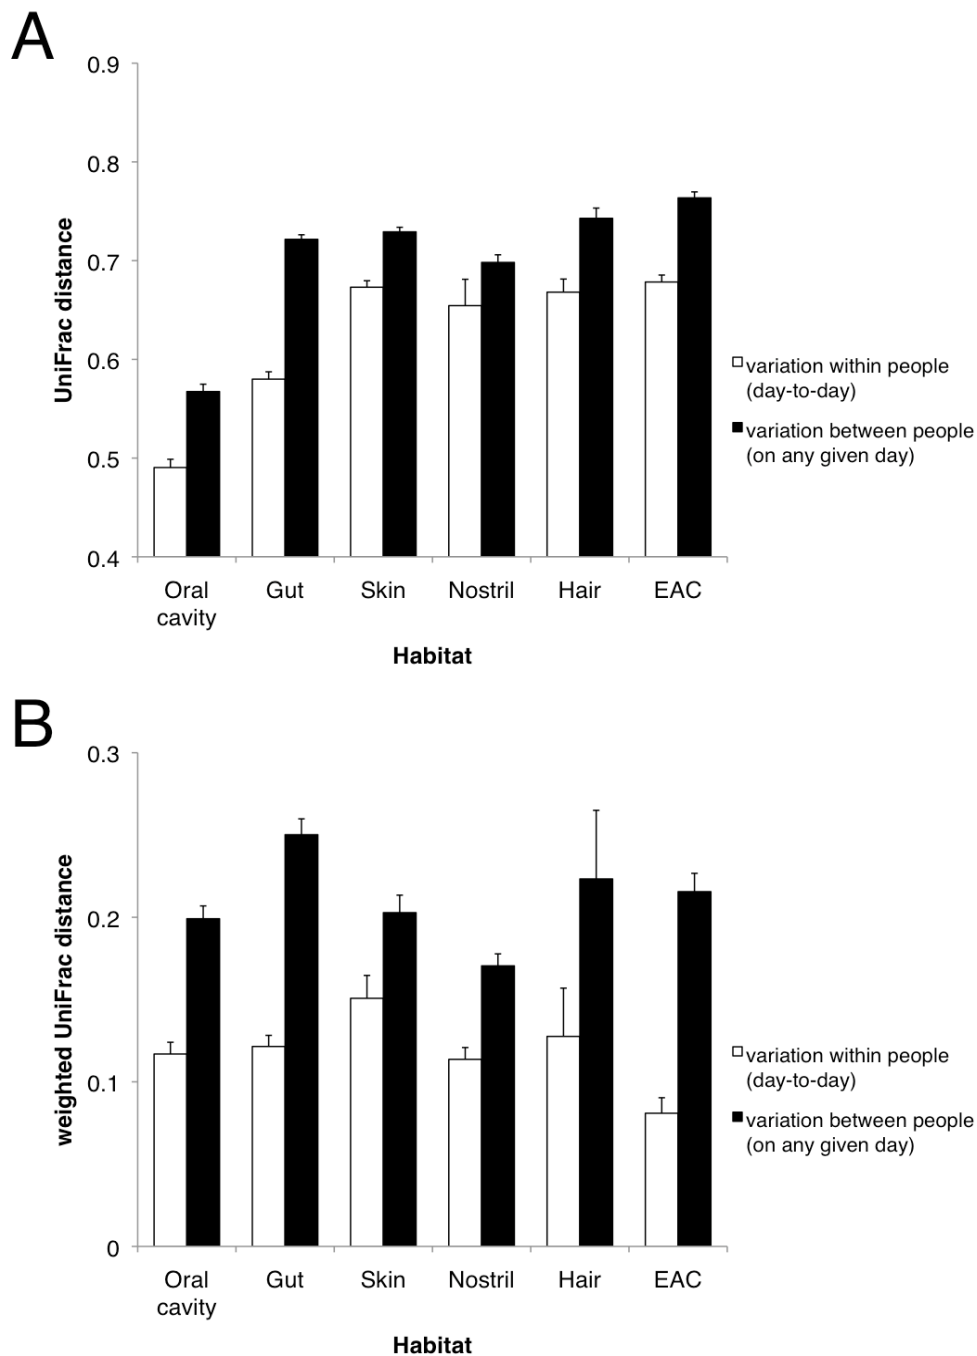 A
0.9
0.8
0.7
0.6
0.5
0.4
UniFrac distance
Oral
cavity
Gut
Skin
Nostril
Hair
EAC
Habitat
variation within people
(day-to-day)
variation between people
(on any given day)
B
0.3
0.2
0.1
0
weighted UniFrac distance
Oral
cavity
Gut
Skin
Nostril
Hair
EAC
Habitat
variation within people
(day-to-day)
variation between people
(on any given day)